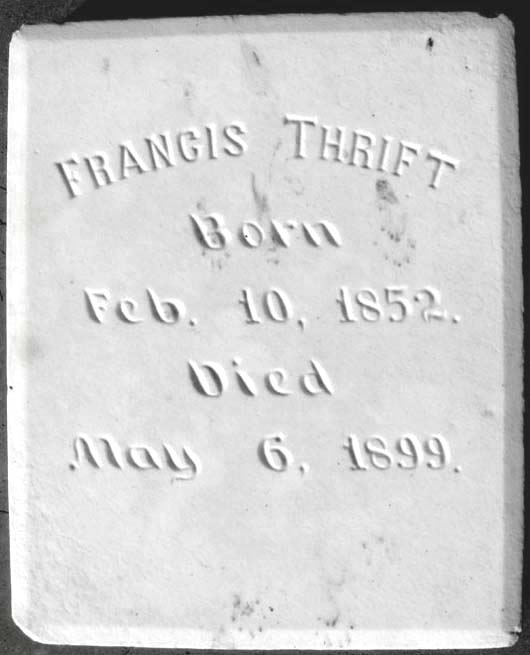 FRANCIS THRIFT
Born
Feb. 10, 1852.
Died
May 6, 1899.